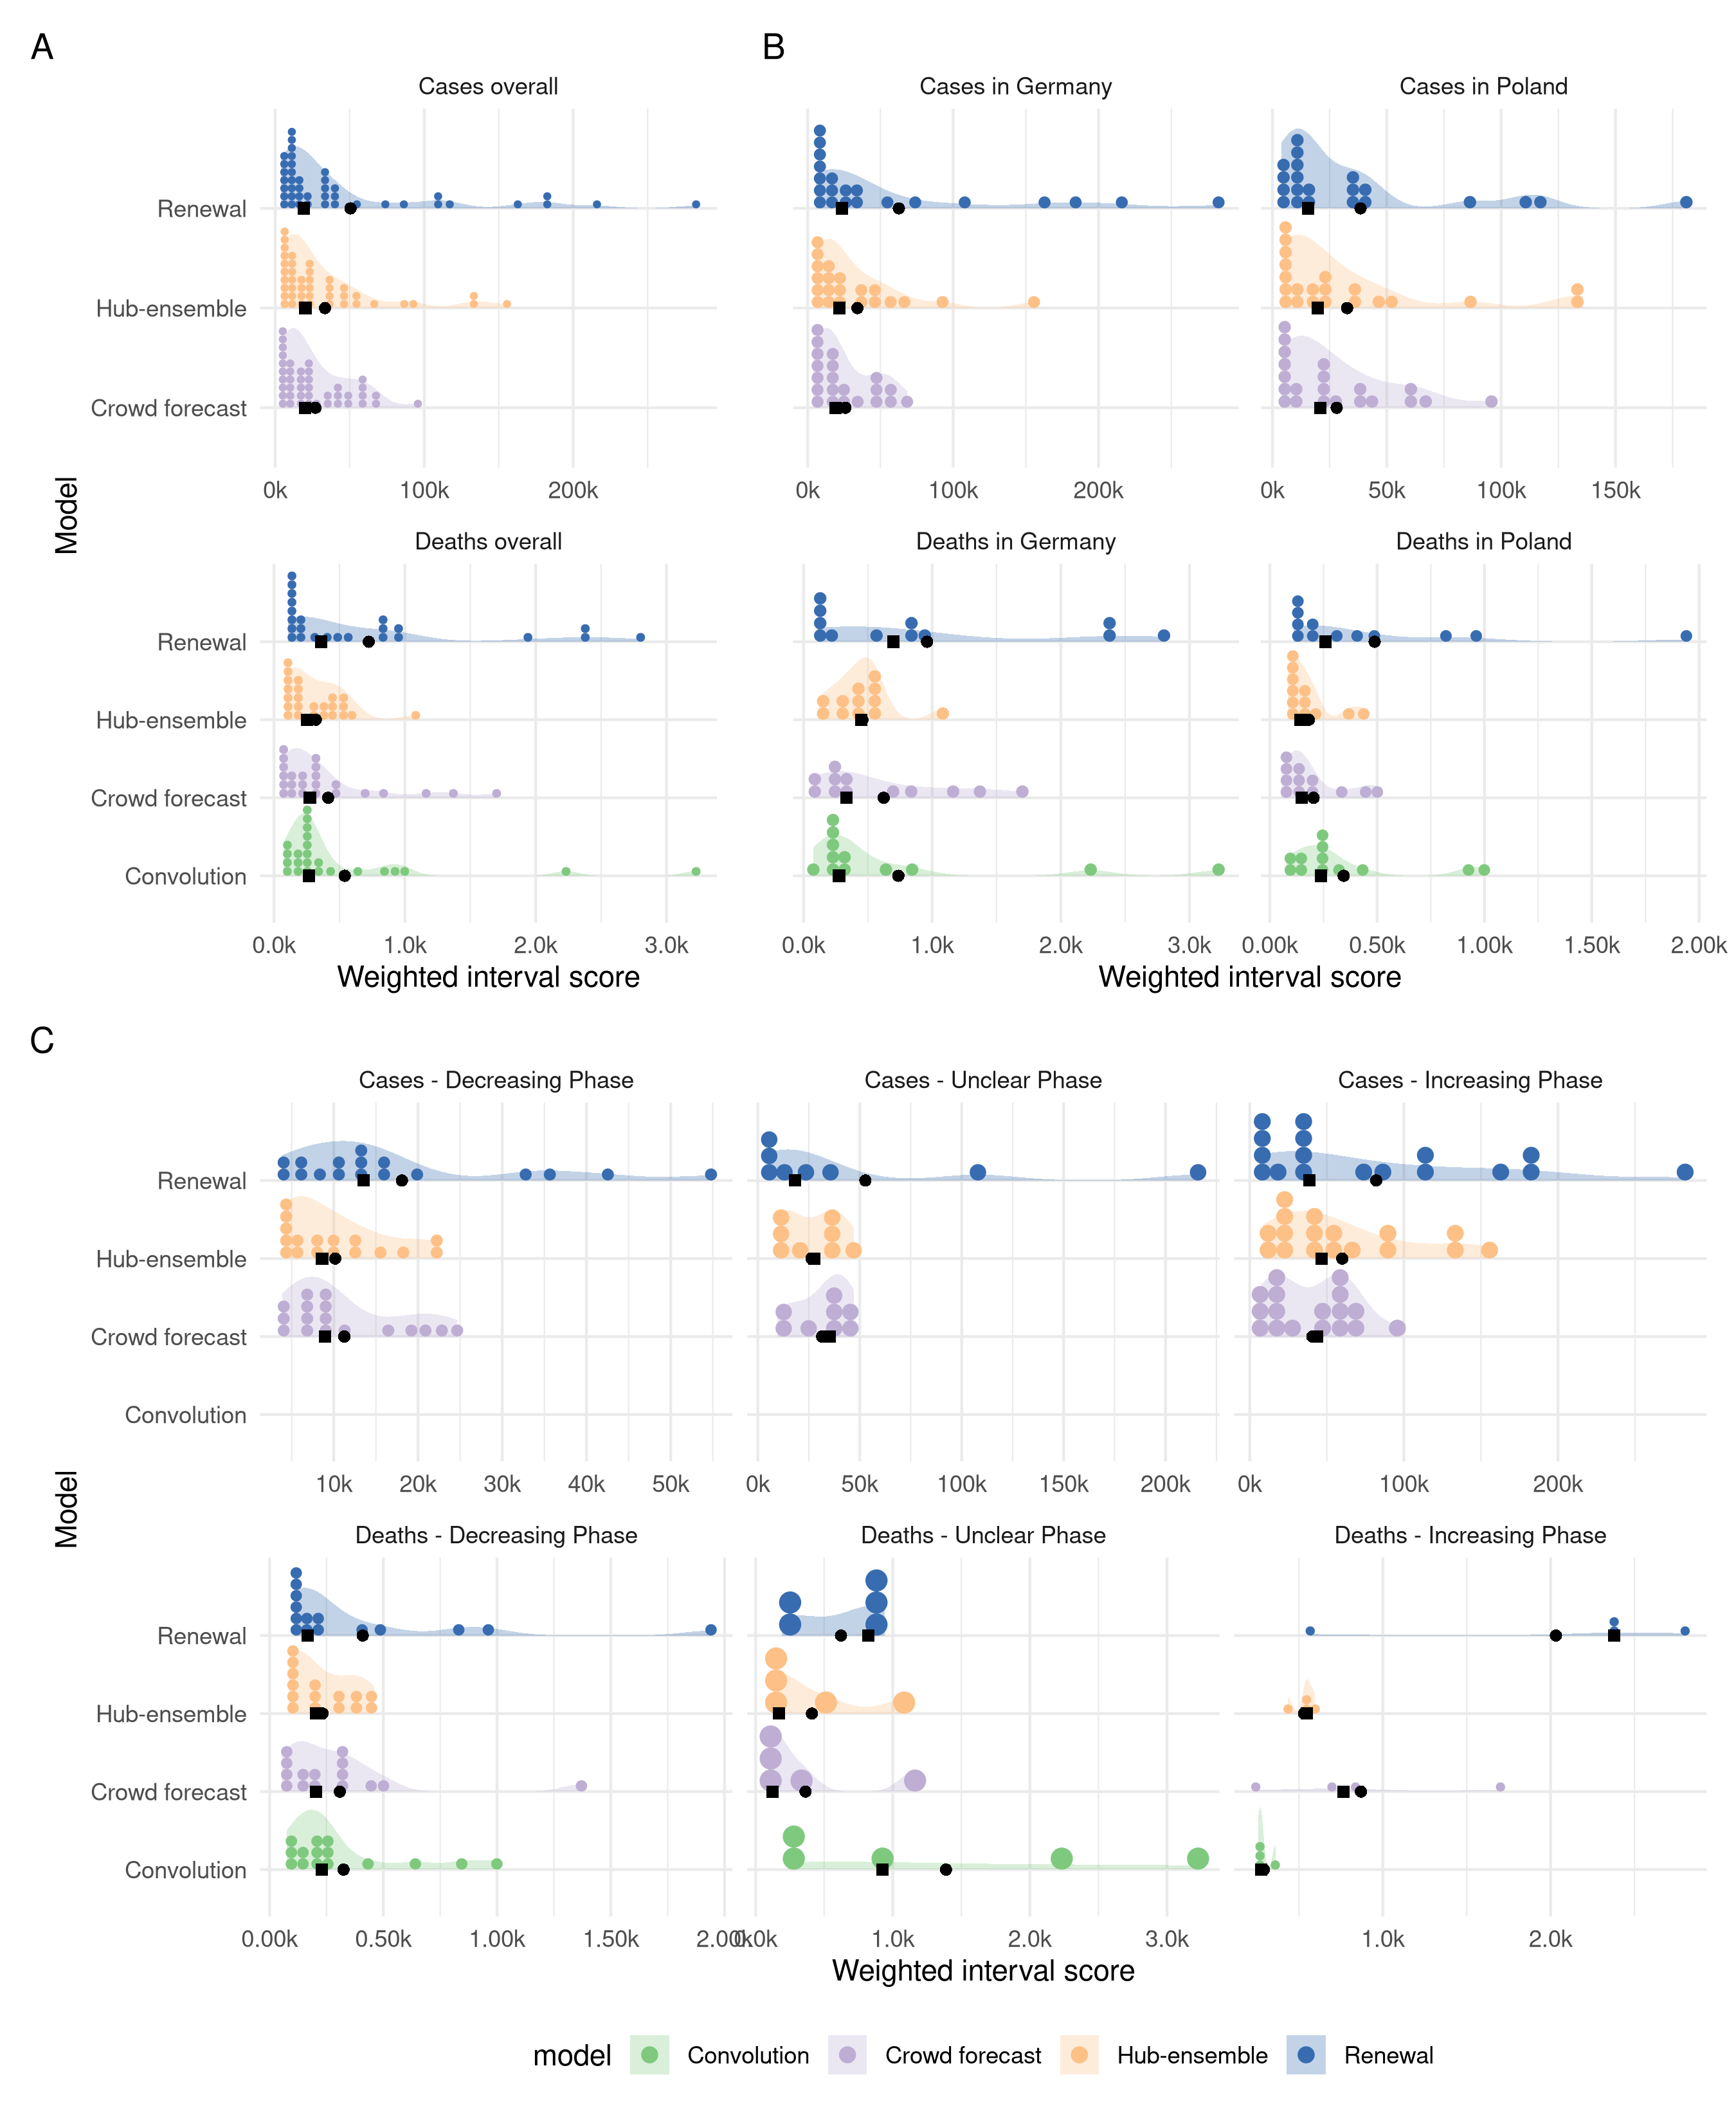 A
B
Cases overall
Cases in Germany
Cases in Poland
Renewal
Hub-ensemble
Crowd forecast
0k 100k 200k
0k 100k 200k
0k 50k 100k 150k
Model
Deaths overall
Deaths in Germany
Deaths in Poland
Renewal
Hub-ensemble
Crowd forecast
Convolution
0.0k 1.0k 2.0k 3.0k
0.0k 1.0k 2.0k 3.0k
0.00k 0.50k 1.00k 1.50k 2.00k
Weighted interval score
Weighted interval score
C
Cases - Decreasing Phase
Cases - Unclear Phase
Cases - Increasing Phase
Renewal
Hub-ensemble
Crowd forecast
Convolution
10k 20k 30k 40k 50k
0k 50k 100k 150k 200k
0k 100k 200k
Model
Deaths - Decreasing Phase
Deaths - Unclear Phase
Deaths - Increasing Phase
Renewal
Hub-ensemble
Crowd forecast
Convolution
0.00k 0.50k 1.00k 1.50k 2.00k
0.0k 1.0k 2.0k 3.0k
1.0k 2.0k
Weighted interval score
model Convolution Crowd forecast Hub-ensemble Renewal